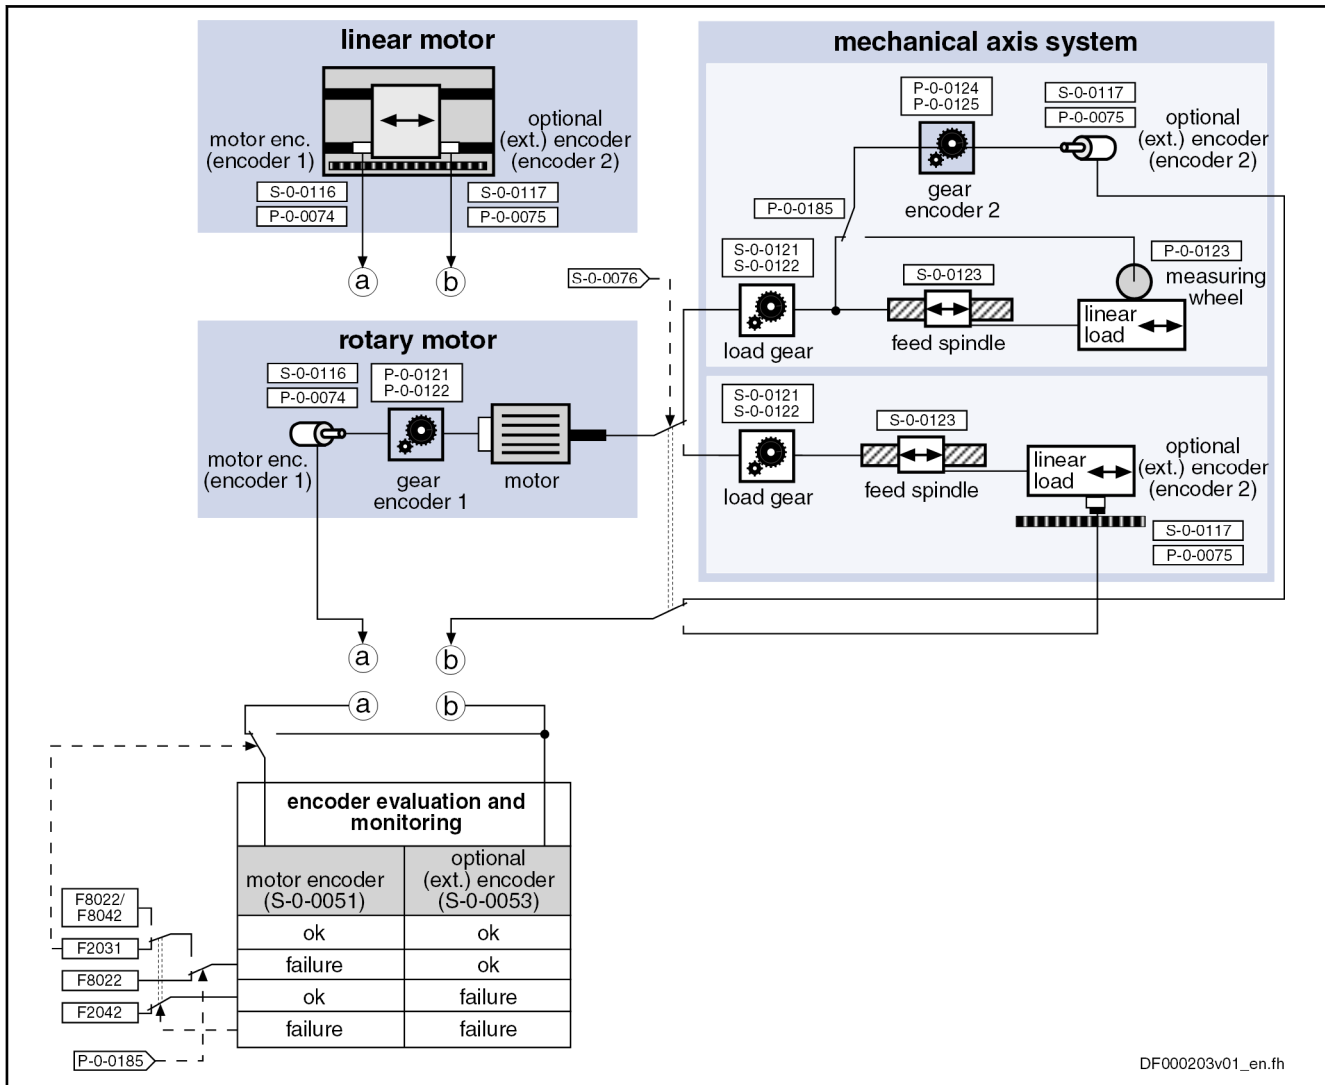 linear motor
motor enc.
(encoder 1)
optional
(ext.) encoder
(encoder 2)
S-0-0116
P-0-0074
S-0-0117
P-0-0075
a
b
mechanical axis system
P-0-0124
P-0-0125
S-0-0117
P-0-0075
optional
(ext.) encoder
(encoder 2)
gear
encoder 2
P-0-0185
S-0-0121
S-0-0122
S-0-0123
P-0-0123
measuring
wheel
linear
load
load gear
feed spindle
S-0-0076
S-0-0121
S-0-0122
S-0-0123
linear
load
optional
(ext.) encoder
(encoder 2)
load gear
feed spindle
S-0-0117
P-0-0075
rotary motor
S-0-0116
P-0-0074
P-0-0121
P-0-0122
motor enc.
(encoder 1)
gear
encoder 1
motor
a
b
a
b
encoder evaluation and
monitoring
motor encoder
(S-0-0051)
optional
(ext.) encoder
(S-0-0053)
ok
ok
failure
ok
ok
failure
failure
failure
F8022/
F8042
F2031
F8022
F2042
P-0-0185
DF000203v01_en.fh